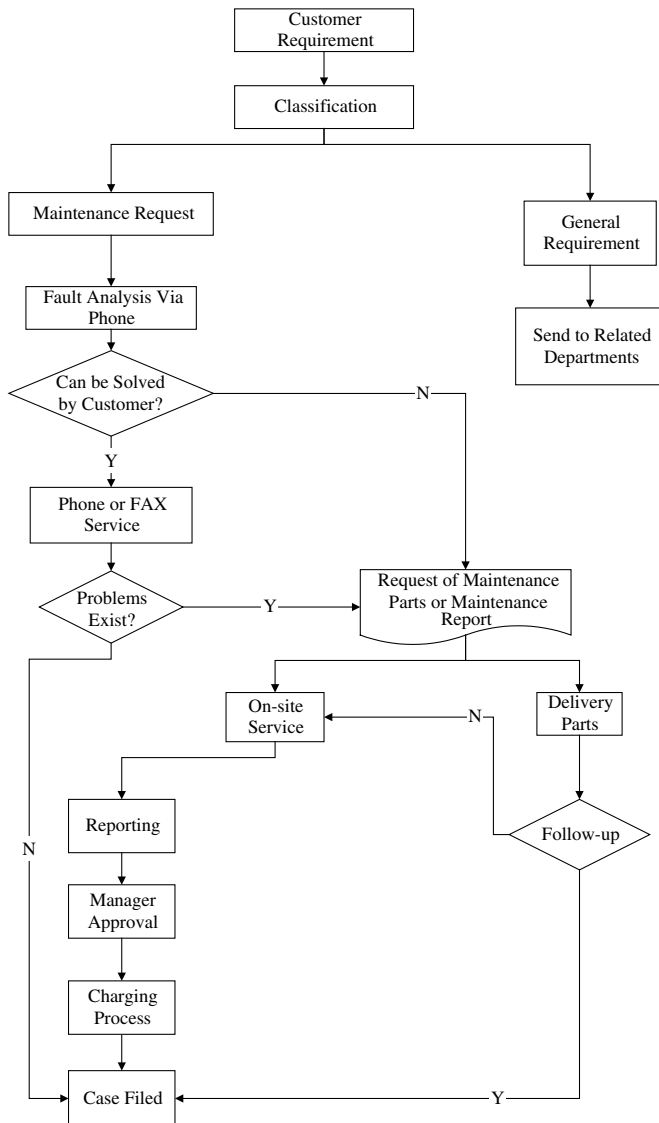 Customer
Requirement
Classification
Maintenance Request
General
Requirement
Fault Analysis Via
Phone
Send to Related
Departments
Can be Solved
by Customer?
N
Y
Phone or FAX
Service
Request of Maintenance
Parts or Maintenance
Report
Problems
Exist?
Y
On-site
Service
N
Delivery
Parts
Reporting
Follow-up
N
Manager
Approval
Charging
Process
Case Filed
Y